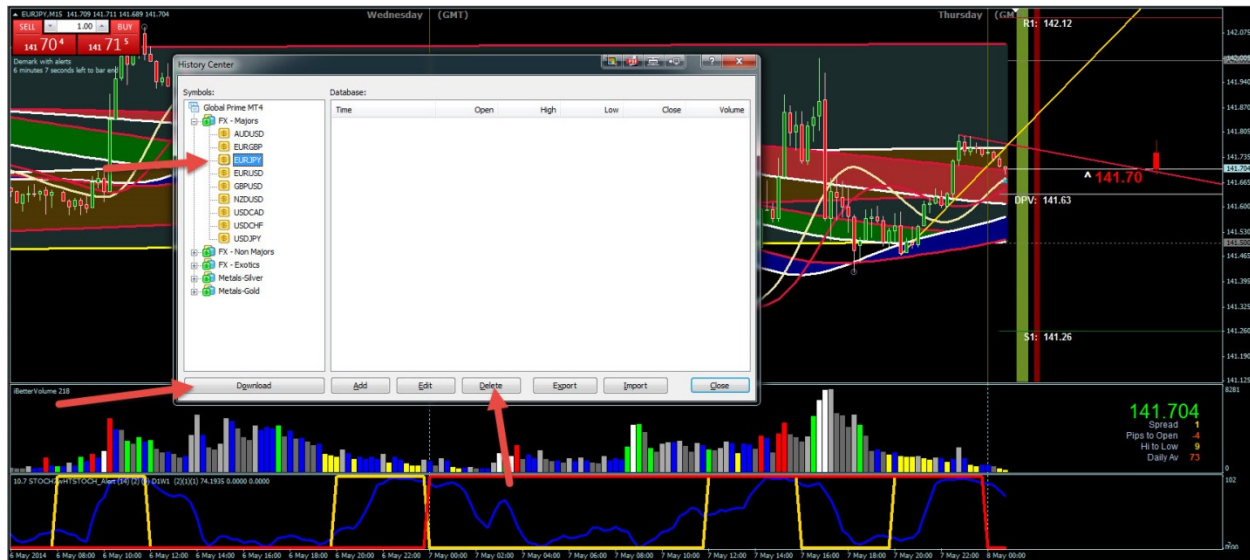 EURJPY,M15 141.709 141.711 141.689 141.704
SELL 1.00 BUY
141 70 4 141 71 5
Demark with alerts
6 minutes 7 seconds left to bar end
Wednesday (GMT)
Thursday
R1: 142.12
History Center
Symbols:
Database:
Global Prime MT4
FX - Majors
AUDUSD
EURGBP
EURJPY
EURUSD
GBPUSD
NZDUSD
USDCAD
USDCHF
USDJPY
FX - Non Majors
FX - Exotics
Metals-Silver
Metals-Gold
Time Open High Low Close Volume
Download Add Edit Delete Export Import Close
^ 141.70
DPV: 141.63
S1: 141.26
142.075
141.940
141.870
141.805
141.735
141.704
141.665
141.600
141.530
141.500
141.465
141.395
141.325
141.260
141.190
141.125
iBetterVolume 218
8281
0
141.704
Spread 1
Pips to Open -4
Hi to Low 9
Daily Av 73
102
6 May 2014 6 May 08:00 6 May 10:00 6 May 12:00 6 May 14:00 6 May 16:00 6 May 18:00 6 May 20:00 6 May 22:00 7 May 00:00 7 May 02:00 7 May 04:00 7 May 06:00 7 May 08:00 7 May 10:00 7 May 12:00 7 May 14:00 7 May 16:00 7 May 18:00 7 May 20:00 7 May 22:00 8 May 00:00